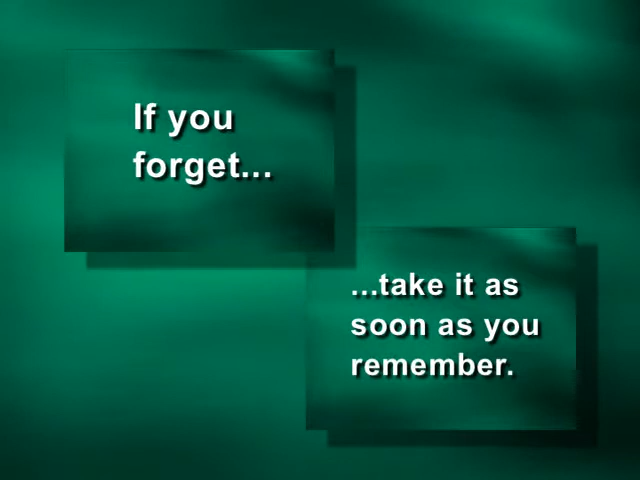 If you
forget...
...take it as
soon as you
remember.